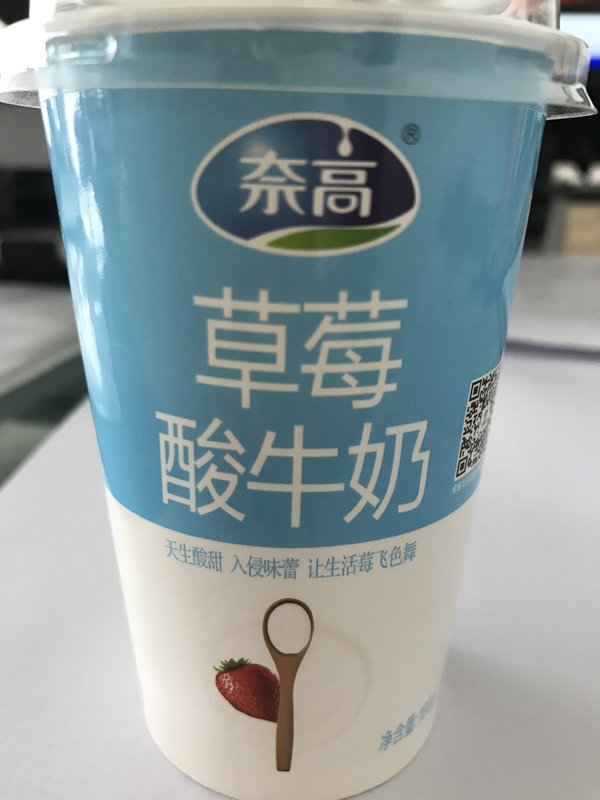 奈高
®
草莓
酸牛奶
天生酸甜 入侵味蕾 让生活莓飞色舞
净含量: